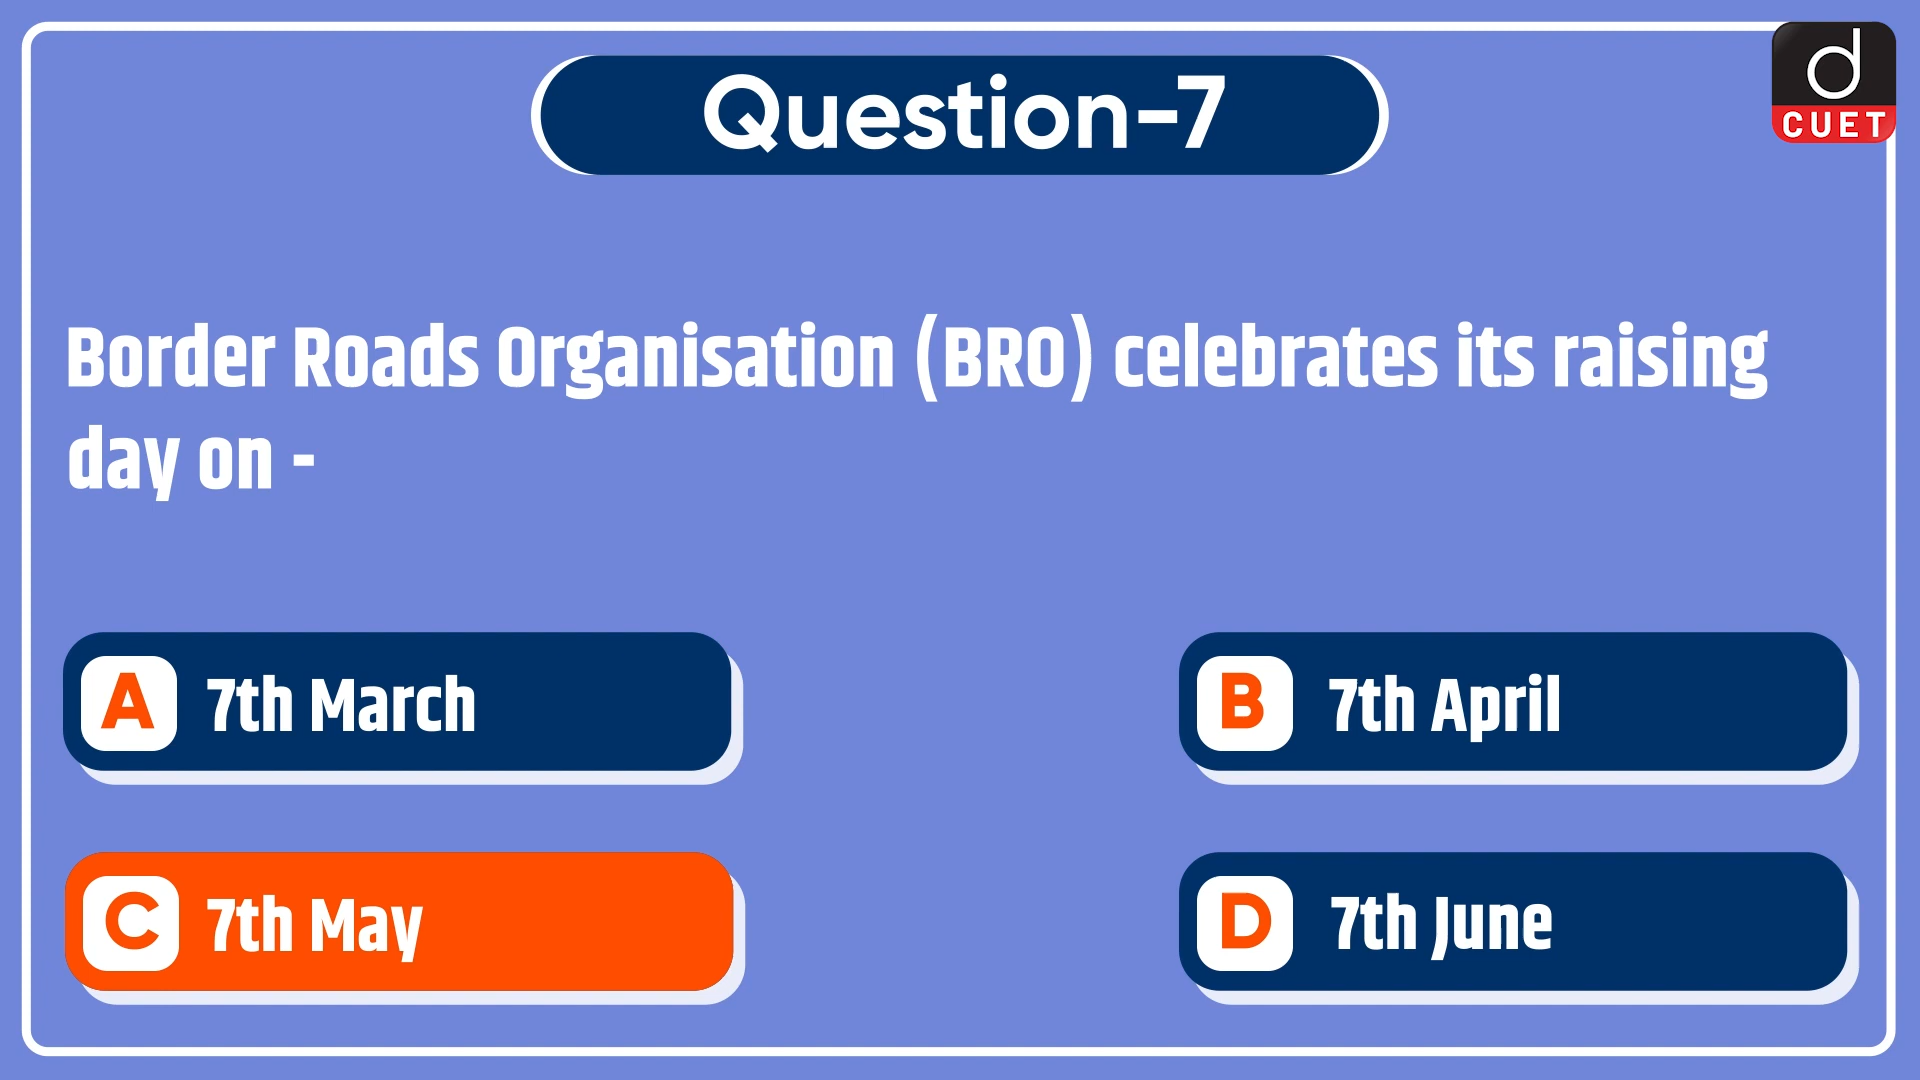 Question-7
d
CUET
Border Roads Organisation (BRO) celebrates its raising
day on -
A 7th March
B 7th April
C 7th May
D 7th June